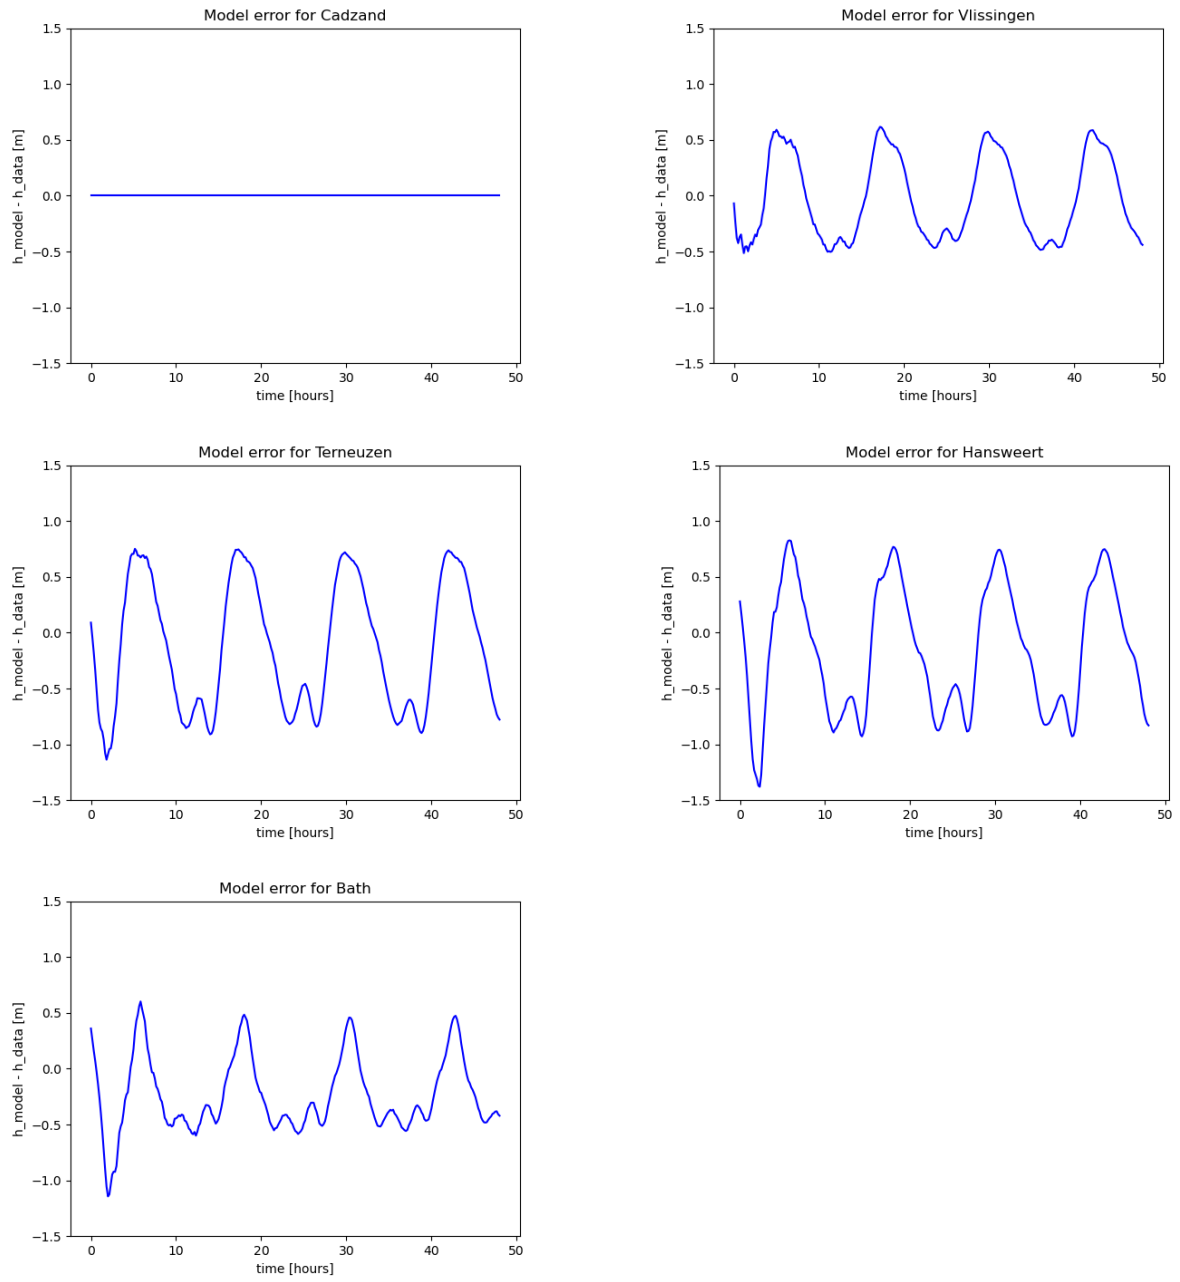 Model error for Cadzand
1.5
1.0
0.5
0.0
−0.5
−1.0
−1.5
h_model - h_data [m]
0 10 20 30 40 50
time [hours]
Model error for Vlissingen
1.5
1.0
0.5
0.0
−0.5
−1.0
−1.5
h_model - h_data [m]
0 10 20 30 40 50
time [hours]
Model error for Terneuzen
1.5
1.0
0.5
0.0
−0.5
−1.0
−1.5
h_model - h_data [m]
0 10 20 30 40 50
time [hours]
Model error for Hansweert
1.5
1.0
0.5
0.0
−0.5
−1.0
−1.5
h_model - h_data [m]
0 10 20 30 40 50
time [hours]
Model error for Bath
1.5
1.0
0.5
0.0
−0.5
−1.0
−1.5
h_model - h_data [m]
0 10 20 30 40 50
time [hours]